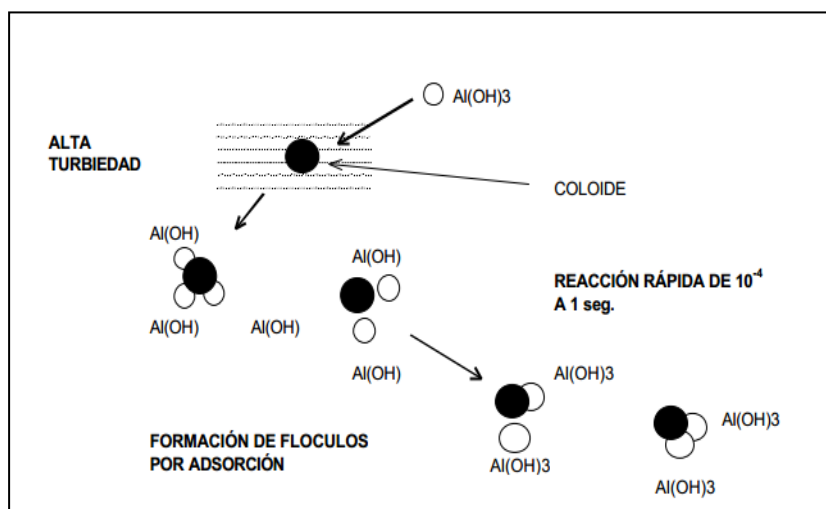 Al(OH)3
ALTA
TURBIEDAD
COLOIDE
Al(OH)
Al(OH)
REACCIÓN RÁPIDA DE 10⁻⁴
A 1 seg.
Al(OH)
Al(OH)
Al(OH)
Al(OH)3
Al(OH)3
FORMACIÓN DE FLOCULOS
POR ADSORCIÓN
Al(OH)3
Al(OH)3